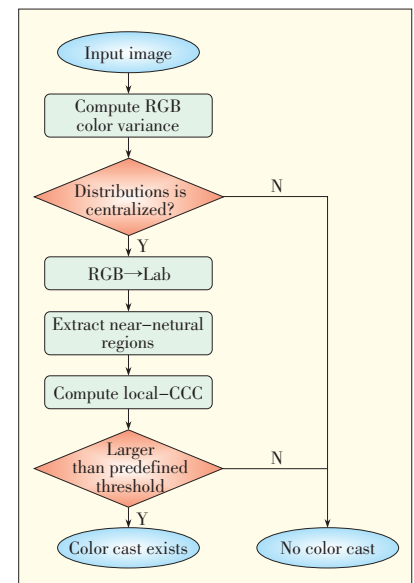 Input image
Compute RGB
color variance
Distributions is
centralized?
N
Y
RGB→Lab
Extract near-netural
regions
Compute local-CCC
Larger
than predefined
threshold
N
Y
Color cast exists
No color cast